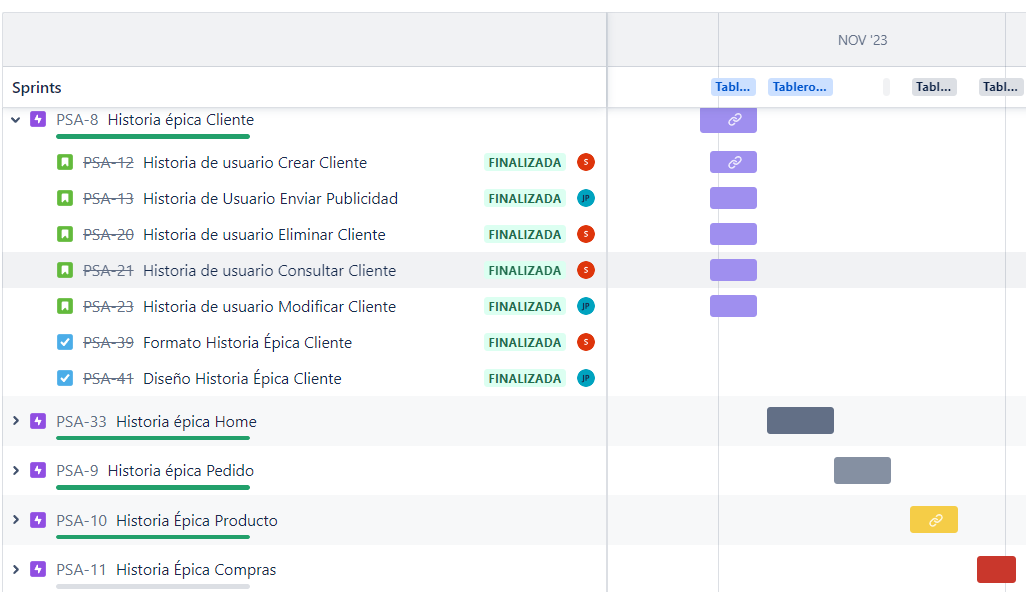 NOV '23
Sprints
Tabl... Tablero... Tabl... Tabl...
PSA-8 Historia épica Cliente
PSA-12 Historia de usuario Crear Cliente FINALIZADA S
PSA-13 Historia de Usuario Enviar Publicidad FINALIZADA JP
PSA-20 Historia de usuario Eliminar Cliente FINALIZADA S
PSA-21 Historia de usuario Consultar Cliente FINALIZADA S
PSA-23 Historia de usuario Modificar Cliente FINALIZADA JP
PSA-39 Formato Historia Épica Cliente FINALIZADA S
PSA-41 Diseño Historia Épica Cliente FINALIZADA JP
PSA-33 Historia épica Home
PSA-9 Historia épica Pedido
PSA-10 Historia Épica Producto
PSA-11 Historia Épica Compras